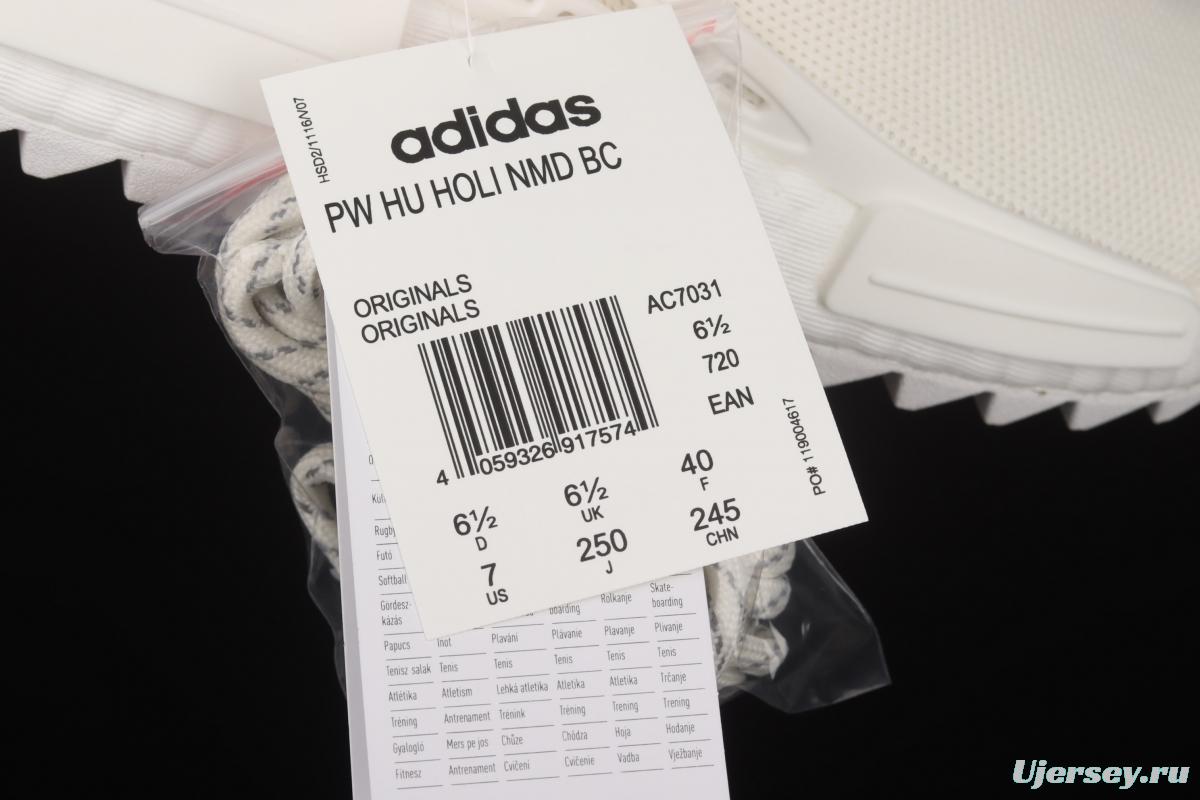 HSD2/1116/V07
adidas
PW HU HOLI NMD BC
ORIGINALS
ORIGINALS
AC7031
6½
720
EAN
4 059326 917574
PO# 119004617
6½ D
6½ UK
40 F
7 US
250 J
245 CHN
Rugby
Futó
Softball
Gördesz-kázás boarding Rolkanje Skate-boarding
Papucs Înot Plavání Plávanie Plavanje Plivanje
Tenisz salak Tenis Tenis Tenis Tenis Tenis
Atlétika Atletism Lehká atletika Atletika Atletika Trčanje
Tréning Antrenament Trénink Tréning Trening Trening
Gyalogló Mers pe jos Chůze Chôdza Hoja Hodanje
Fitnesz Antrenament Cvičení Cvičenie Vadba Vježbanje
Ujersey.ru